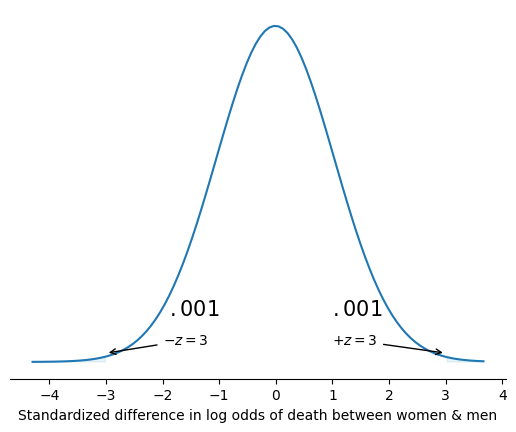 .001 .001
−z = 3 +z = 3
−4 −3 −2 −1 0 1 2 3 4
Standardized difference in log odds of death between women & men